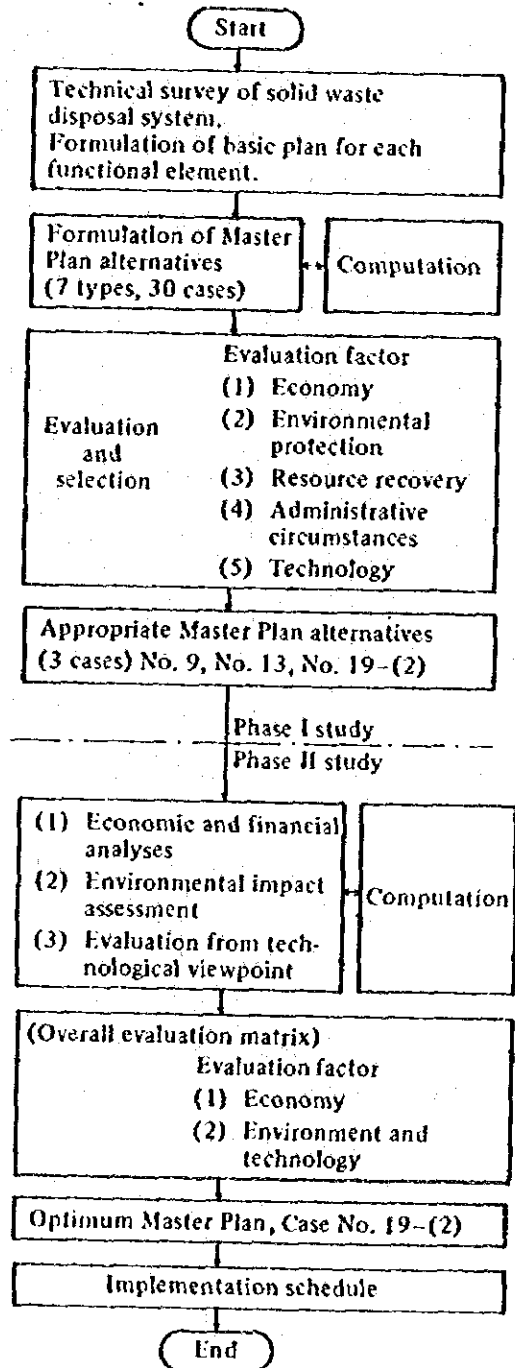 Start
Technical survey of solid waste
disposal system,
Formulation of basic plan for each
functional element.
Formulation of Master
Plan alternatives
(7 types, 30 cases)
Computation
Evaluation
and
selection
Evaluation factor
(1) Economy
(2) Environmental
protection
(3) Resource recovery
(4) Administrative
circumstances
(5) Technology
Appropriate Master Plan alternatives
(3 cases) No. 9, No. 13, No. 19-(2)
Phase I study
Phase II study
(1) Economic and financial
analyses
(2) Environmental impact
assessment
(3) Evaluation from tech-
nological viewpoint
Computation
(Overall evaluation matrix)
Evaluation factor
(1) Economy
(2) Environment and
technology
Optimum Master Plan, Case No. 19-(2)
Implementation schedule
End